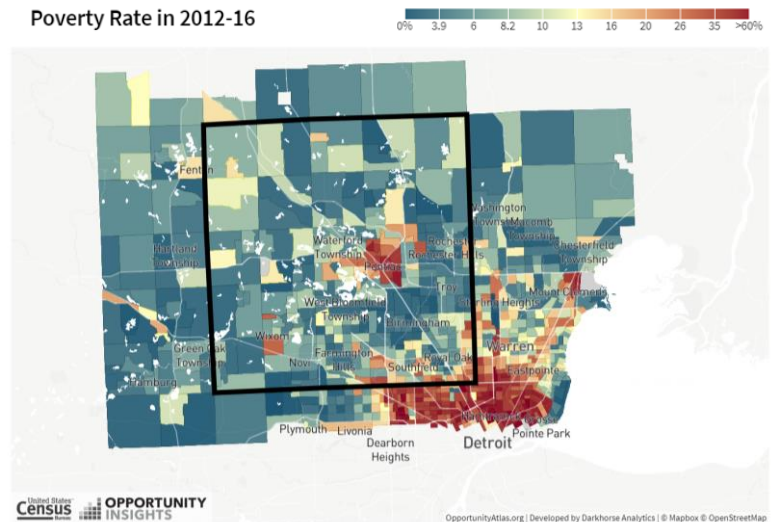 Poverty Rate in 2012-16
0% 3.9 6 8.2 10 13 16 20 26 35 >60%
Fenton
Washington
Township
Macomb
Township
Waterford
Township
Rochester Hills
Chesterfield
Township
Hartland
Township
Pontiac
Troy
Mount Clemens
Sterling Heights
West Bloomfield
Township
Birmingham
Wixom
Warren
Green Oak
Township
Farmington
Hills
Novi
Royal Oak
Southfield
Eastpointe
Hamburg
Plymouth
Livonia
Dearborn
Heights
Detroit
Pointe Park
United States
Census
Bureau
OPPORTUNITY
INSIGHTS
OpportunityAtlas.org | Developed by Darkhorse Analytics | © Mapbox © OpenStreetMap